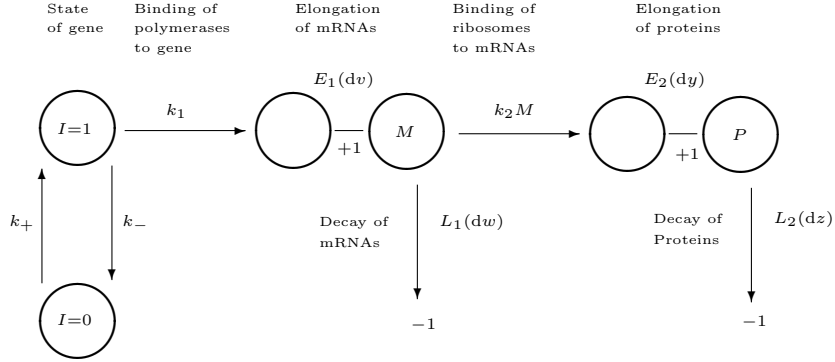 State
of gene
Binding of
polymerases
to gene
Elongation
of mRNAs
Binding of
ribosomes
to mRNAs
Elongation
of proteins
E₁(dv)
E₂(dy)
I=1
k₁
+1
M
k₂M
+1
P
k₊
k₋
Decay of
mRNAs
L₁(dw)
Decay of
Proteins
L₂(dz)
I=0
−1
−1